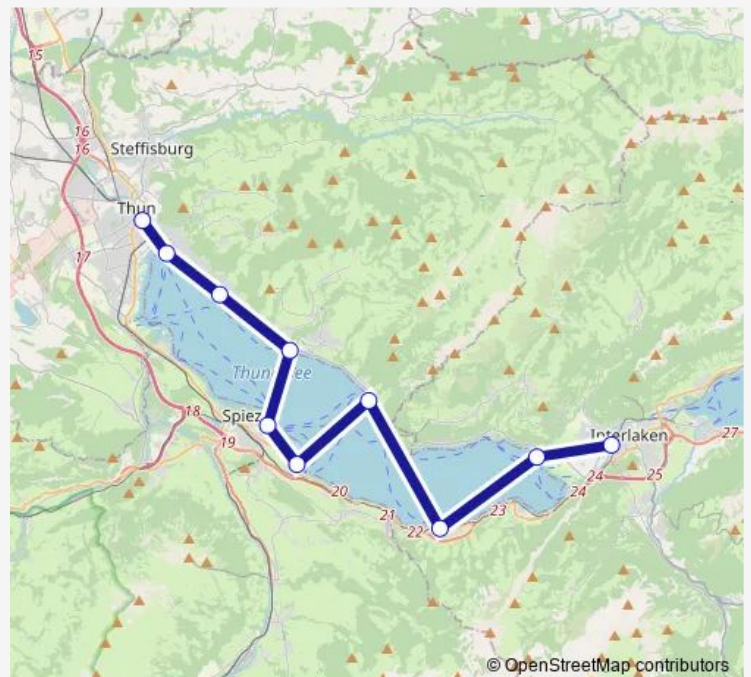 15
16
16
Steffisburg
Thun
17
Thunersee
18
Spiez
19
Interlaken
27
20
24
25
24
21
23
22
© OpenStreetMap contributors